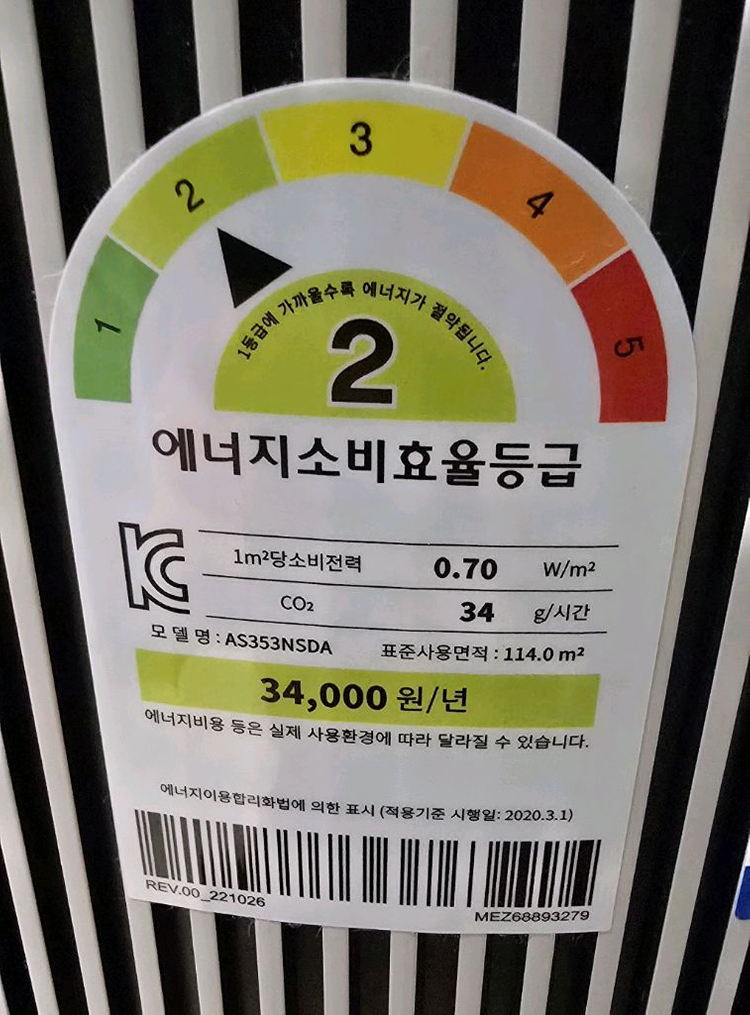 1 2 3 4 5
1등급에 가까울수록 에너지가 절약됩니다.
2
에너지소비효율등급
KC
1m²당소비전력 0.70 W/m²
CO₂ 34 g/시간
모 델 명 : AS353NSDA 표준사용면적 : 114.0 m²
34,000 원/년
에너지비용 등은 실제 사용환경에 따라 달라질 수 있습니다.
에너지이용합리화법에 의한 표시 (적용기준 시행일: 2020.3.1)
REV.00_221026 MEZ68893279